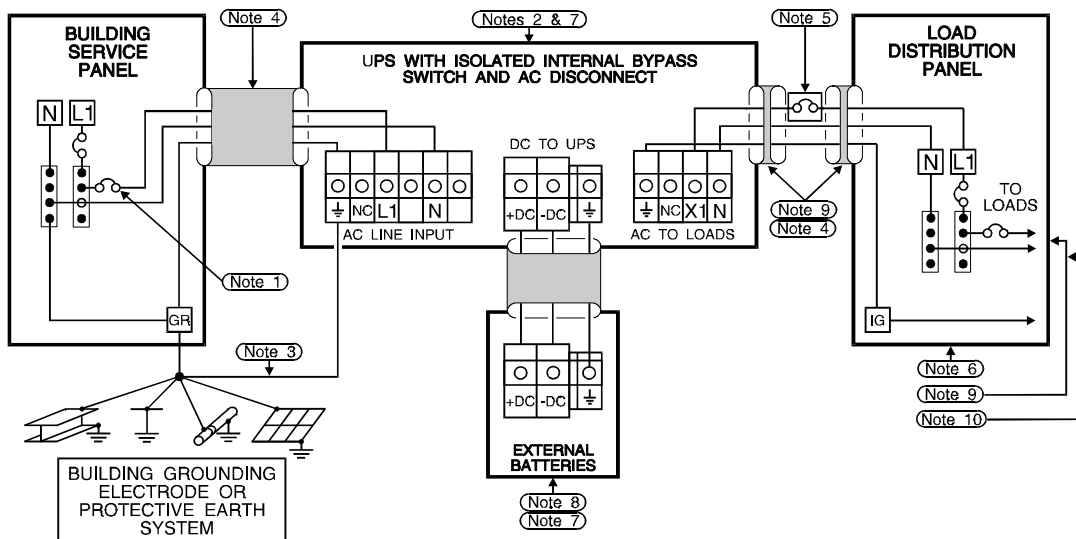 Note 4
Notes 2 & 7
Note 5
BUILDING
SERVICE
PANEL
N
L1
UPS WITH ISOLATED INTERNAL BYPASS
SWITCH AND AC DISCONNECT
LOAD
DISTRIBUTION
PANEL
N
L1
TO
LOADS
DC TO UPS
NC L1 N
AC LINE INPUT
+DC -DC
NC X1 N
AC TO LOADS
Note 9
Note 4
Note 1
GR
IG
Note 3
Note 6
Note 9
Note 10
+DC -DC
EXTERNAL
BATTERIES
Note 8
Note 7
BUILDING GROUNDING
ELECTRODE OR
PROTECTIVE EARTH
SYSTEM